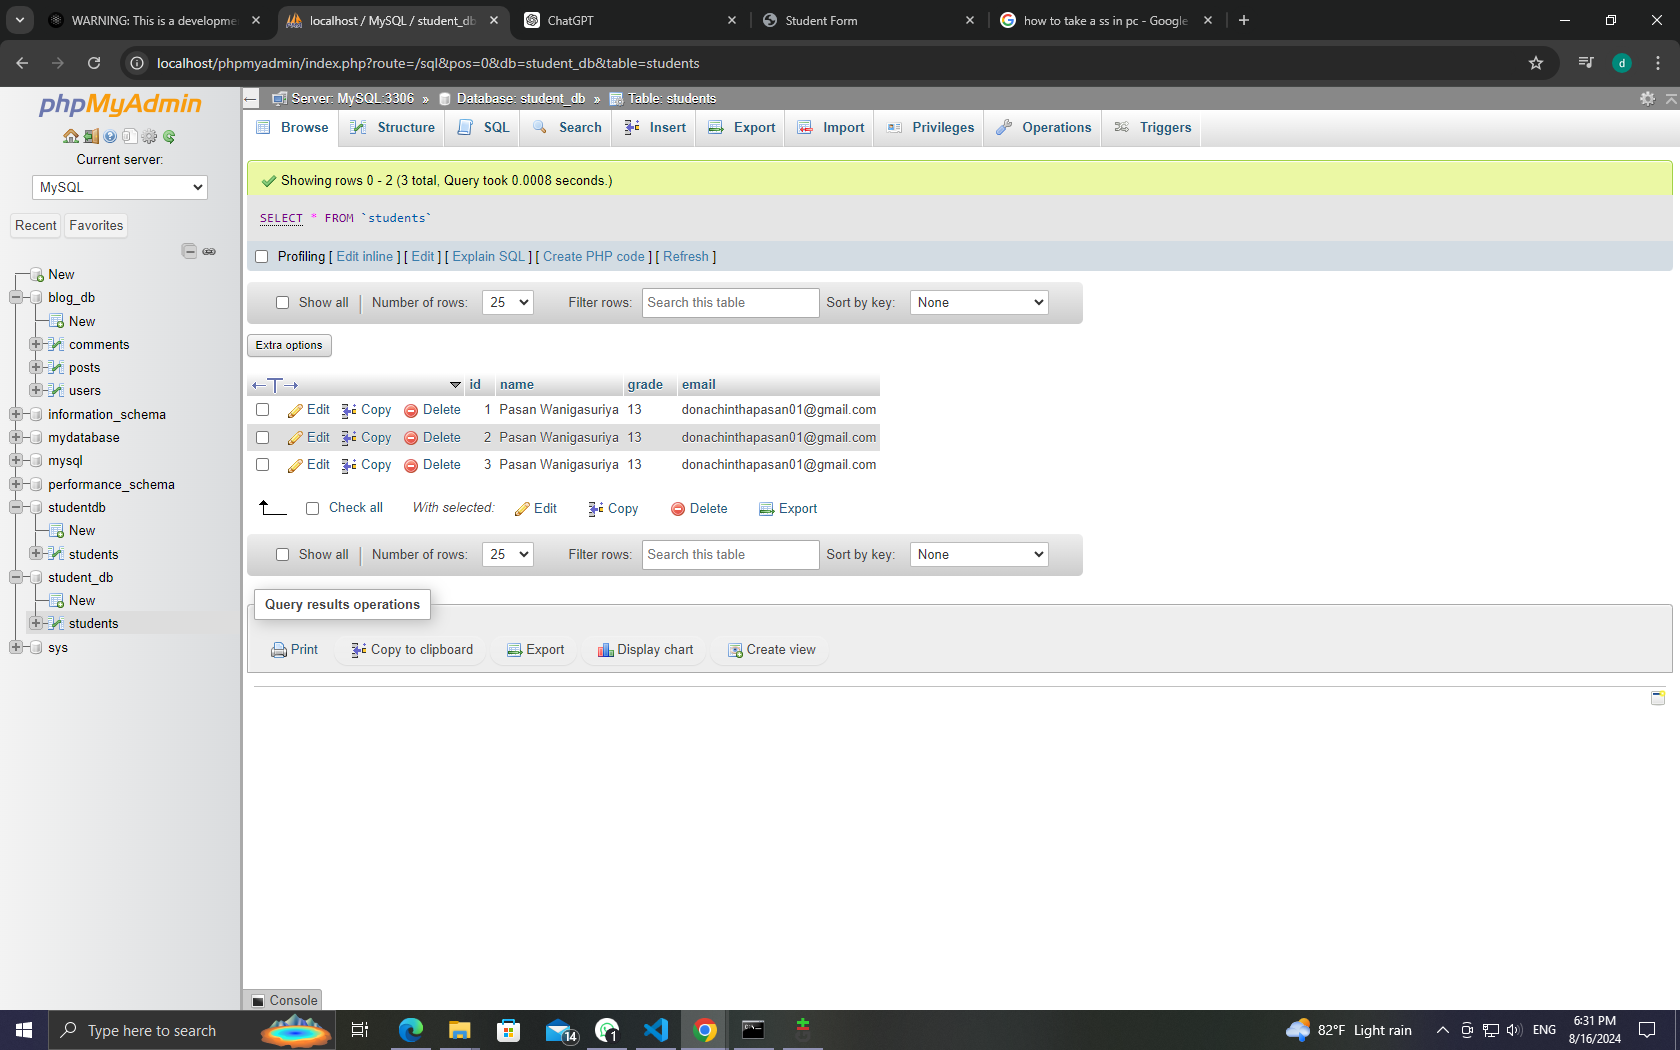 WARNING: This is a developme
localhost / MySQL / student_db
ChatGPT
Student Form
how to take a ss in pc - Google
localhost/phpmyadmin/index.php?route=/sql&pos=0&db=student_db&table=students
d
phpMyAdmin
Current server:
MySQL
Recent Favorites
New
blog_db
New
comments
posts
users
information_schema
mydatabase
mysql
performance_schema
studentdb
New
students
student_db
New
students
sys
Server: MySQL:3306 » Database: student_db » Table: students
Browse Structure SQL Search Insert Export Import Privileges Operations Triggers
Showing rows 0 - 2 (3 total, Query took 0.0008 seconds.)
SELECT * FROM `students`
Profiling [ Edit inline ] [ Edit ] [ Explain SQL ] [ Create PHP code ] [ Refresh ]
Show all Number of rows: 25 Filter rows: Search this table Sort by key: None
Extra options
id name grade email
Edit Copy Delete 1 Pasan Wanigasuriya 13 donachinthapasan01@gmail.com
Edit Copy Delete 2 Pasan Wanigasuriya 13 donachinthapasan01@gmail.com
Edit Copy Delete 3 Pasan Wanigasuriya 13 donachinthapasan01@gmail.com
Check all With selected: Edit Copy Delete Export
Show all Number of rows: 25 Filter rows: Search this table Sort by key: None
Query results operations
Print Copy to clipboard Export Display chart Create view
Console
Type here to search
14
1
82°F Light rain
ENG
6:31 PM
8/16/2024